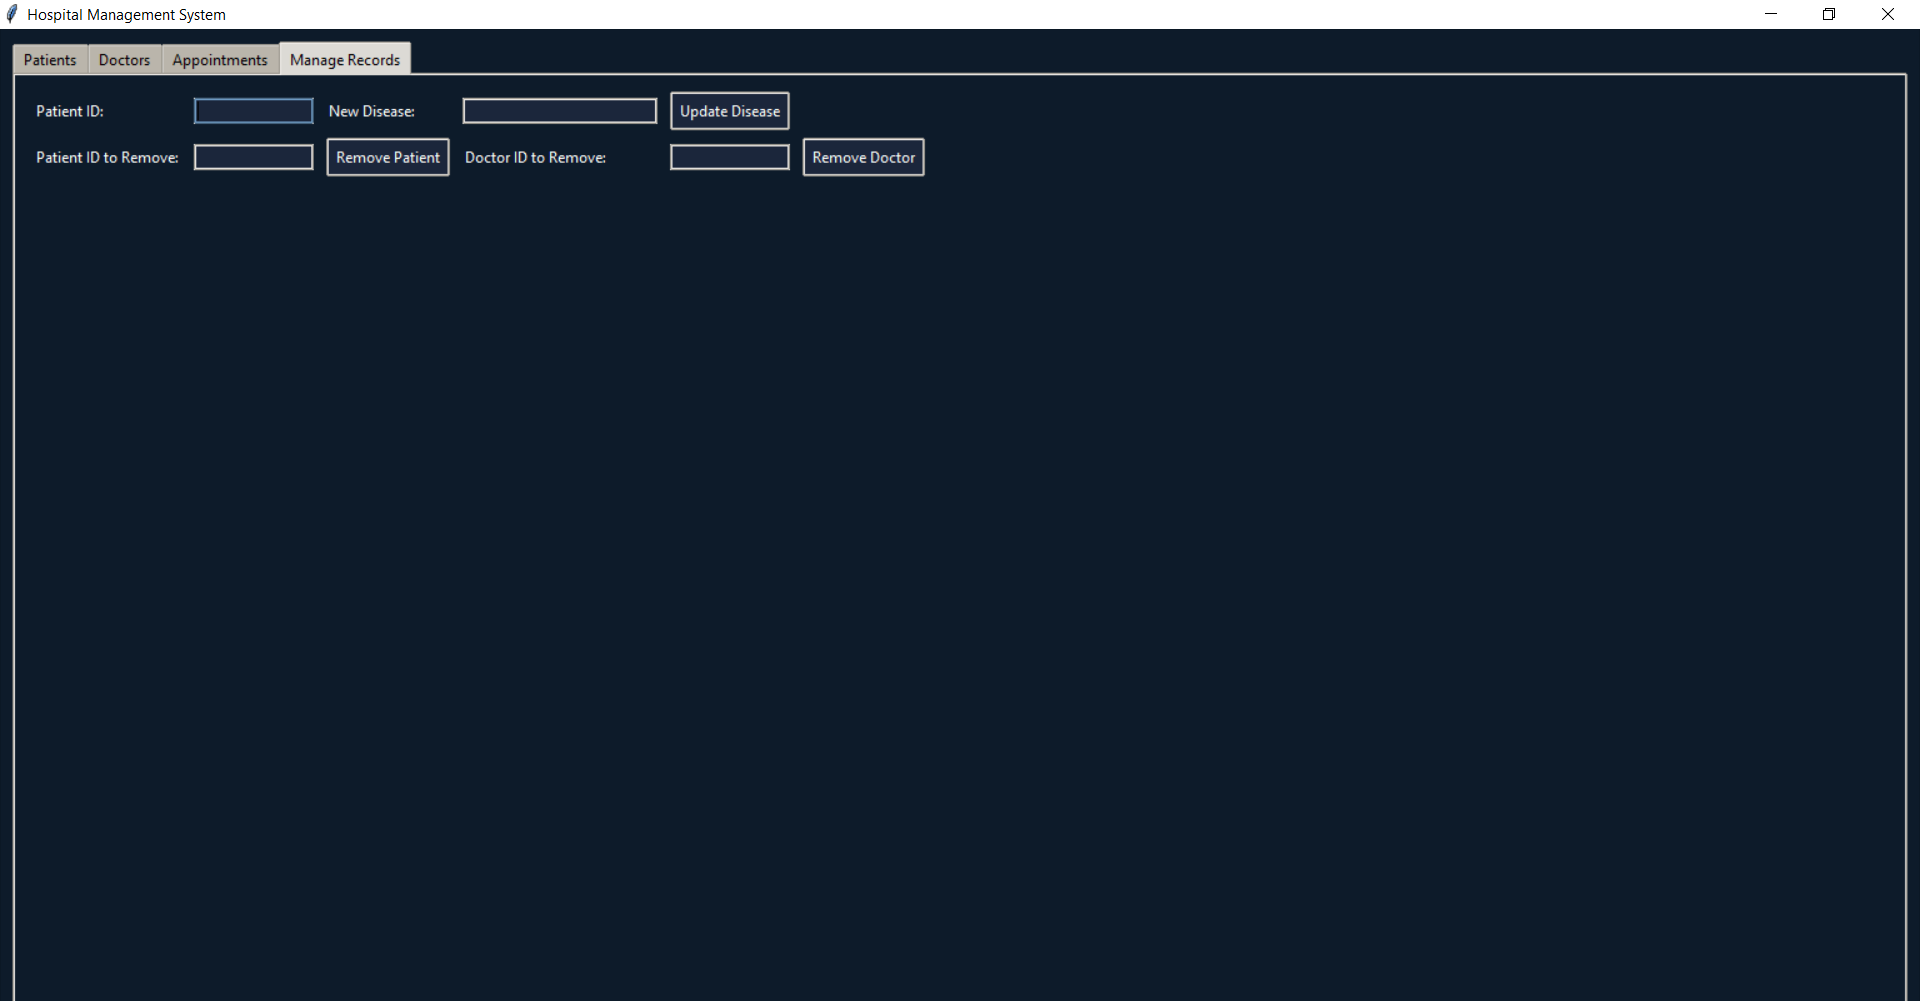 Hospital Management System
Patients Doctors Appointments Manage Records
Patient ID: New Disease: Update Disease
Patient ID to Remove: Remove Patient Doctor ID to Remove: Remove Doctor